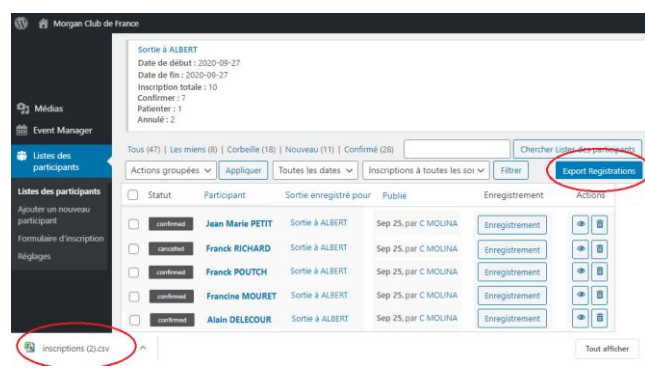 Morgan Club de France
Sortie à ALBERT
Date de début : 2020-09-27
Date de fin : 2020-09-27
Inscription totale : 10
Confirmer : 7
Patienter : 1
Annulé : 2
Médias
Event Manager
Listes des
participants
Listes des participants
Ajouter un nouveau
participant
Formulaire d'inscription
Réglages
Tous (47) | Les miens (8) | Corbeille (18) | Nouveau (11) | Confirmé (28)
Chercher Listes des participants
Actions groupées Appliquer Toutes les dates Inscriptions à toutes les sor Filtrer Export Registrations
Statut Participant Sortie enregistré pour Publié Enregistrement Actions
confirmed Jean Marie PETIT Sortie à ALBERT Sep 25, par C MOLINA Enregistrement
cancelled Franck RICHARD Sortie à ALBERT Sep 25, par C MOLINA Enregistrement
confirmed Franck POUTCH Sortie à ALBERT Sep 25, par C MOLINA Enregistrement
confirmed Francine MOURET Sortie à ALBERT Sep 25, par C MOLINA Enregistrement
confirmed Alain DELECOUR Sortie à ALBERT Sep 25, par C MOLINA Enregistrement
inscriptions (2).csv
Tout afficher